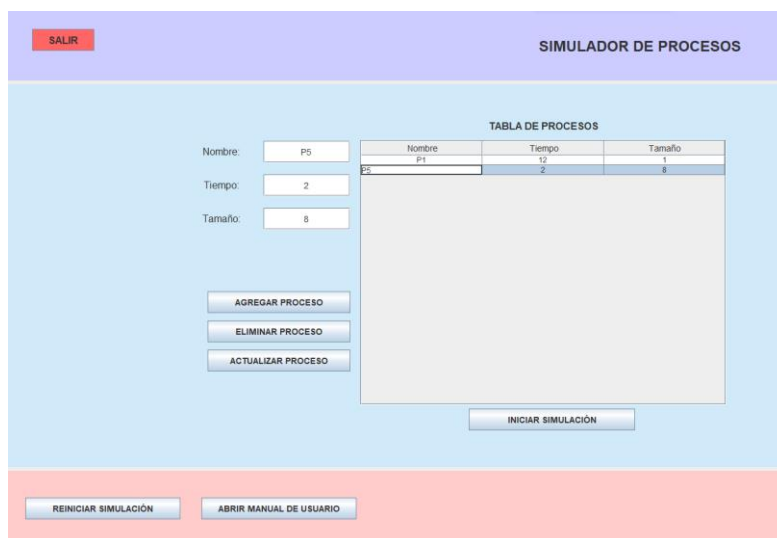 SALIR
SIMULADOR DE PROCESOS
TABLA DE PROCESOS
Nombre: P5
Tiempo: 2
Tamaño: 8
Nombre Tiempo Tamaño
P1 12 1
P5 2 8
AGREGAR PROCESO
ELIMINAR PROCESO
ACTUALIZAR PROCESO
INICIAR SIMULACIÓN
REINICIAR SIMULACIÓN
ABRIR MANUAL DE USUARIO